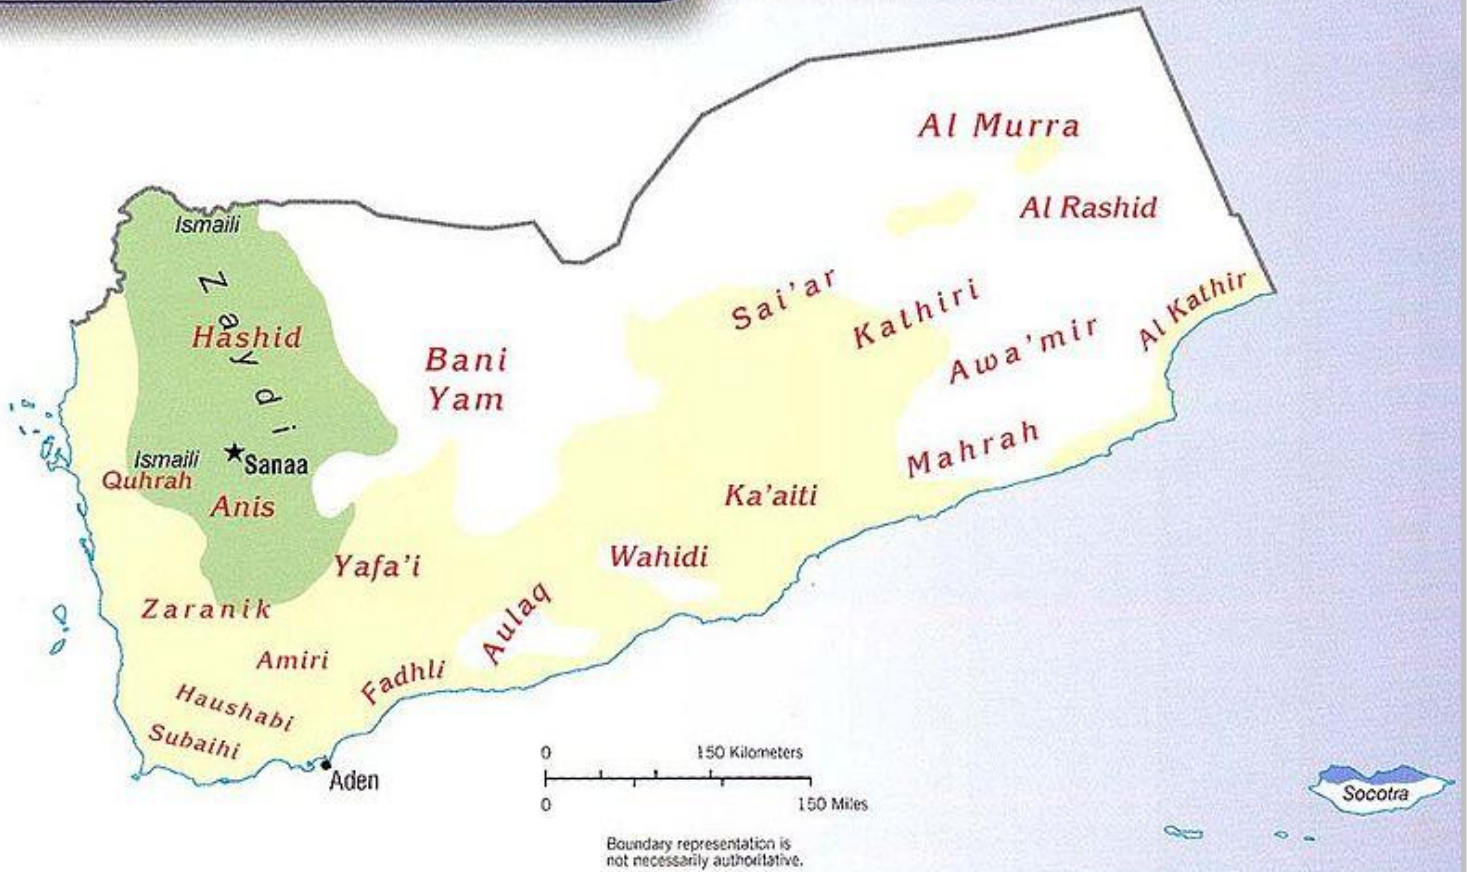 Al Murra
Al Rashid
Ismaili
Zaydi
Sai'ar
Kathiri
Al Kathir
Hashid
Awa'mir
Bani
Yam
Mahrah
Ismaili
Sanaa
Quhrah
Anis
Ka'aiti
Yafa'i
Wahidi
Zaranik
Aulaq
Amiri
Fadhli
Haushabi
Subaihi
Aden
0 150 Kilometers
0 150 Miles
Socotra
Boundary representation is
not necessarily authoritative.